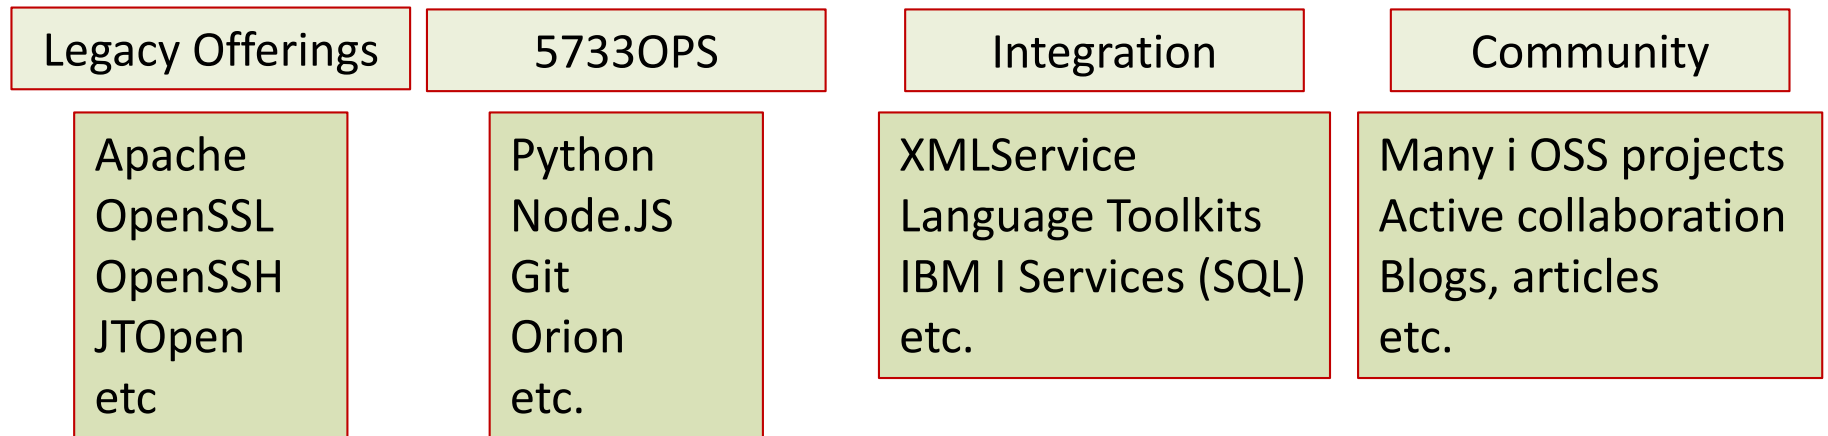 Legacy Offerings
Apache
OpenSSL
OpenSSH
JTOpen
etc
5733OPS
Python
Node.JS
Git
Orion
etc.
Integration
XMLService
Language Toolkits
IBM I Services (SQL)
etc.
Community
Many i OSS projects
Active collaboration
Blogs, articles
etc.